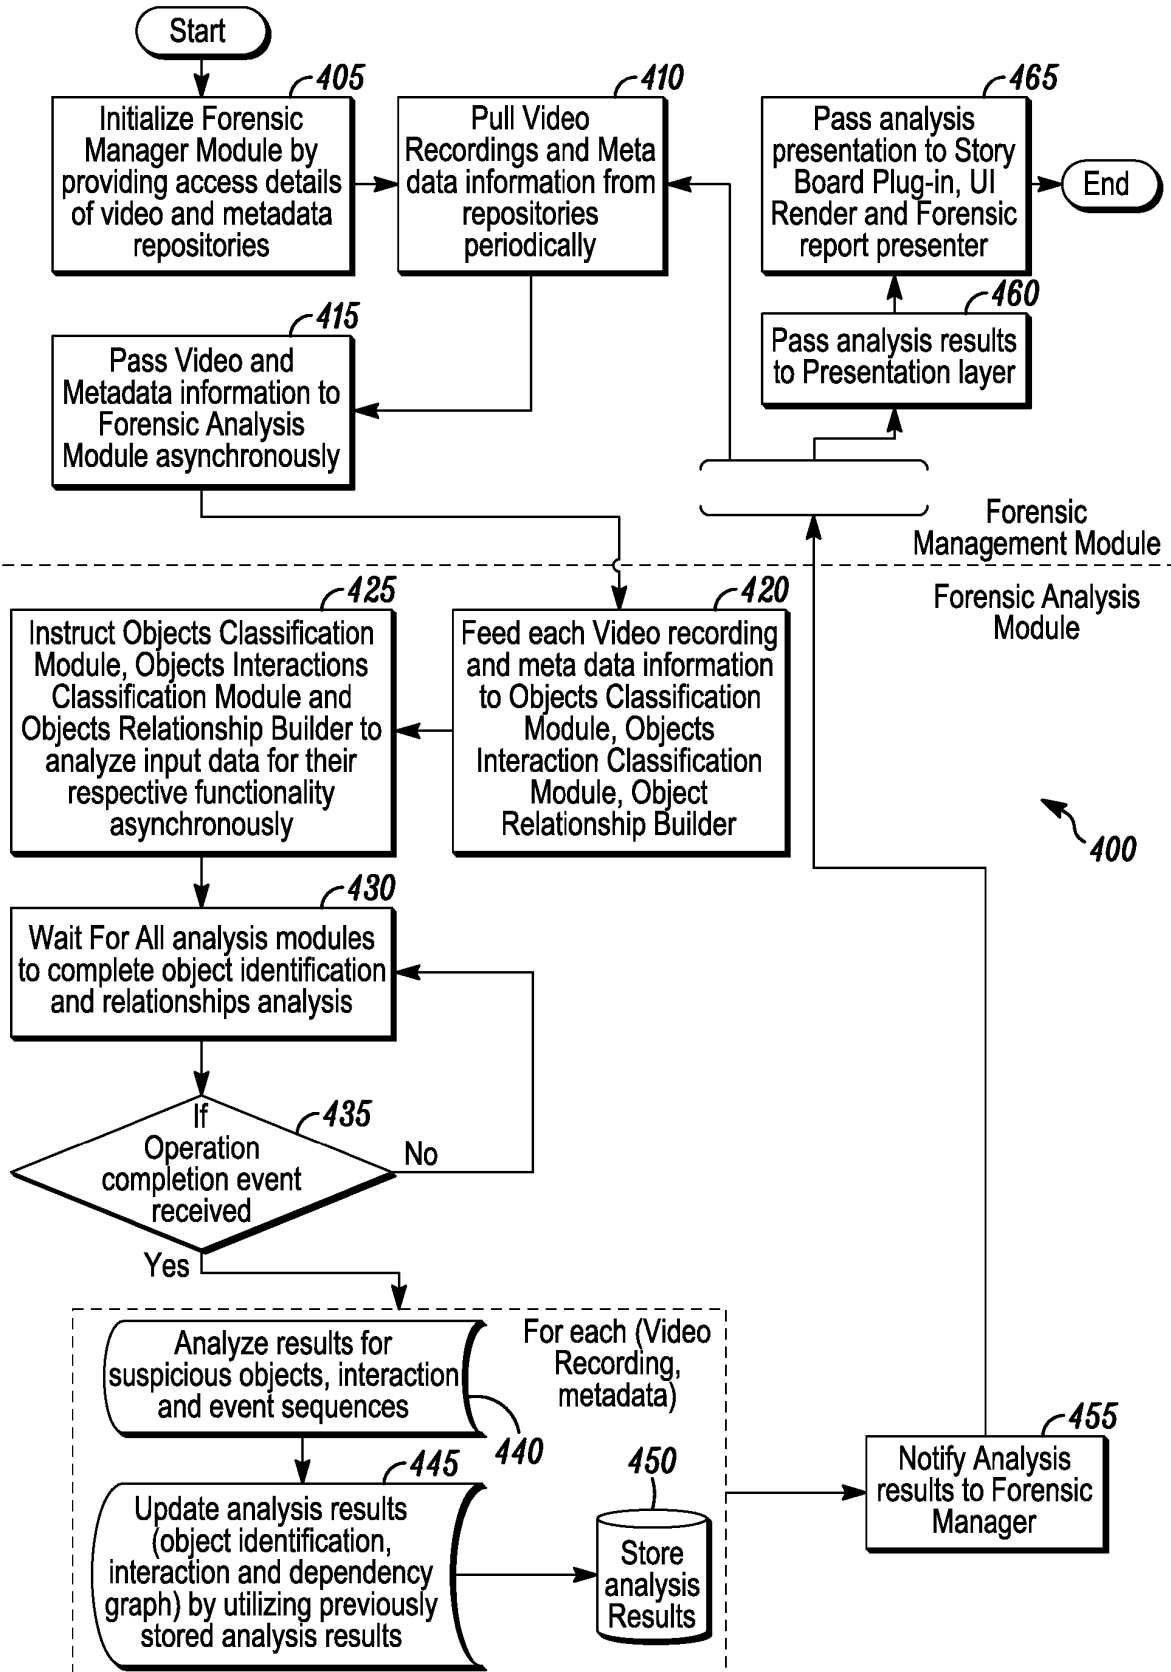 Start
405
Initialize Forensic
Manager Module by
providing access details
of video and metadata
repositories
410
Pull Video
Recordings and Meta
data information from
repositories
periodically
465
Pass analysis
presentation to Story
Board Plug-in, UI
Render and Forensic
report presenter
End
415
Pass Video and
Metadata information to
Forensic Analysis
Module asynchronously
460
Pass analysis results
to Presentation layer
Forensic
Management Module
Forensic Analysis
Module
425
Instruct Objects Classification
Module, Objects Interactions
Classification Module and
Objects Relationship Builder to
analyze input data for their
respective functionality
asynchronously
420
Feed each Video recording
and meta data information
to Objects Classification
Module, Objects
Interaction Classification
Module, Object
Relationship Builder
400
430
Wait For All analysis modules
to complete object identification
and relationships analysis
435
If
Operation
completion event
received
No
Yes
Analyze results for
suspicious objects, interaction
and event sequences
440
For each (Video
Recording,
metadata)
445
Update analysis results
(object identification,
interaction and dependency
graph) by utilizing previously
stored analysis results
450
Store
analysis
Results
455
Notify Analysis
results to Forensic
Manager